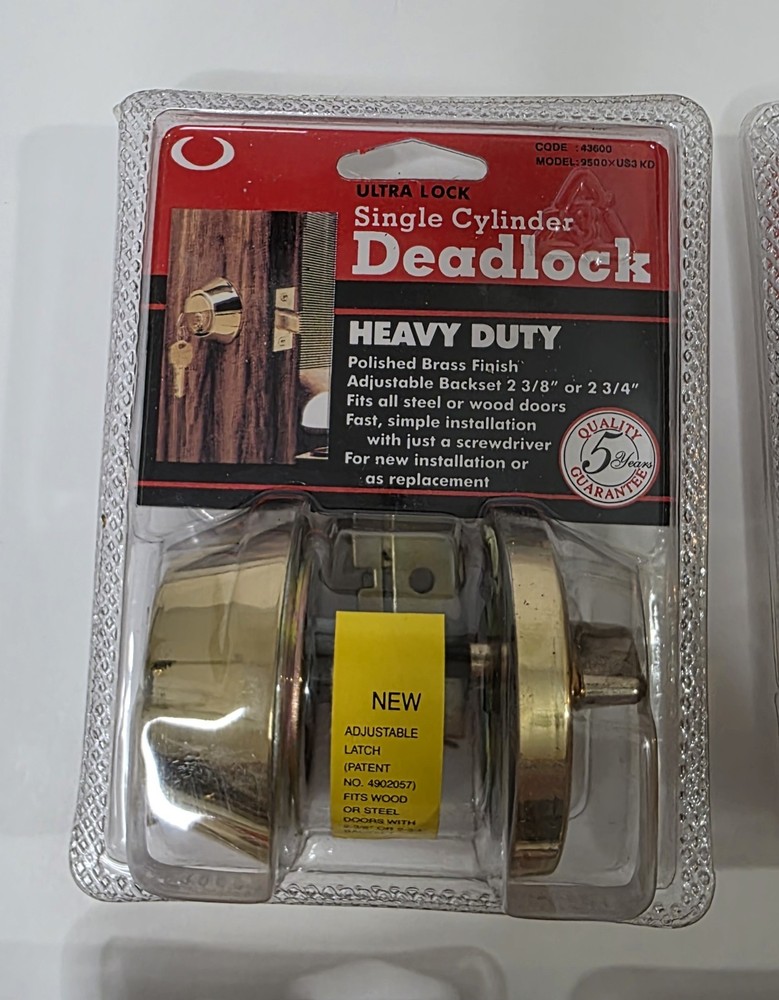 CODE : 43600
MODEL: 9500XUS3 KD
ULTRA LOCK
Single Cylinder
Deadlock
HEAVY DUTY
Polished Brass Finish
Adjustable Backset 2 3/8" or 2 3/4"
Fits all steel or wood doors
Fast, simple installation
with just a screwdriver
For new installation or
as replacement
QUALITY
5 Years
GUARANTEE
NEW
ADJUSTABLE
LATCH
(PATENT
NO. 4902057)
FITS WOOD
OR STEEL
DOORS WITH